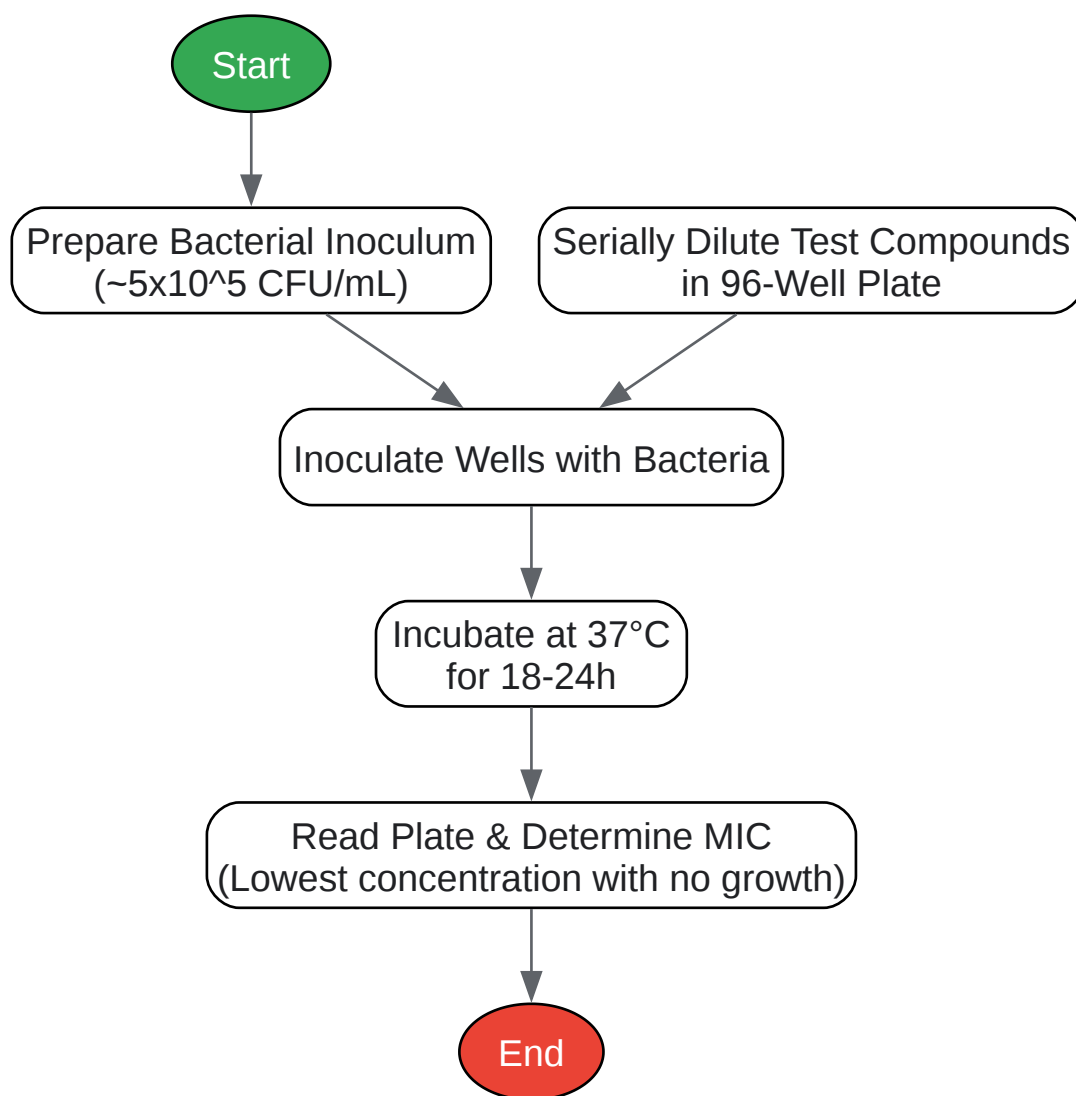 Start
Prepare Bacterial Inoculum
(~5x10^5 CFU/mL)
Serially Dilute Test Compounds
in 96-Well Plate
Inoculate Wells with Bacteria
Incubate at 37°C
for 18-24h
Read Plate & Determine MIC
(Lowest concentration with no growth)
End